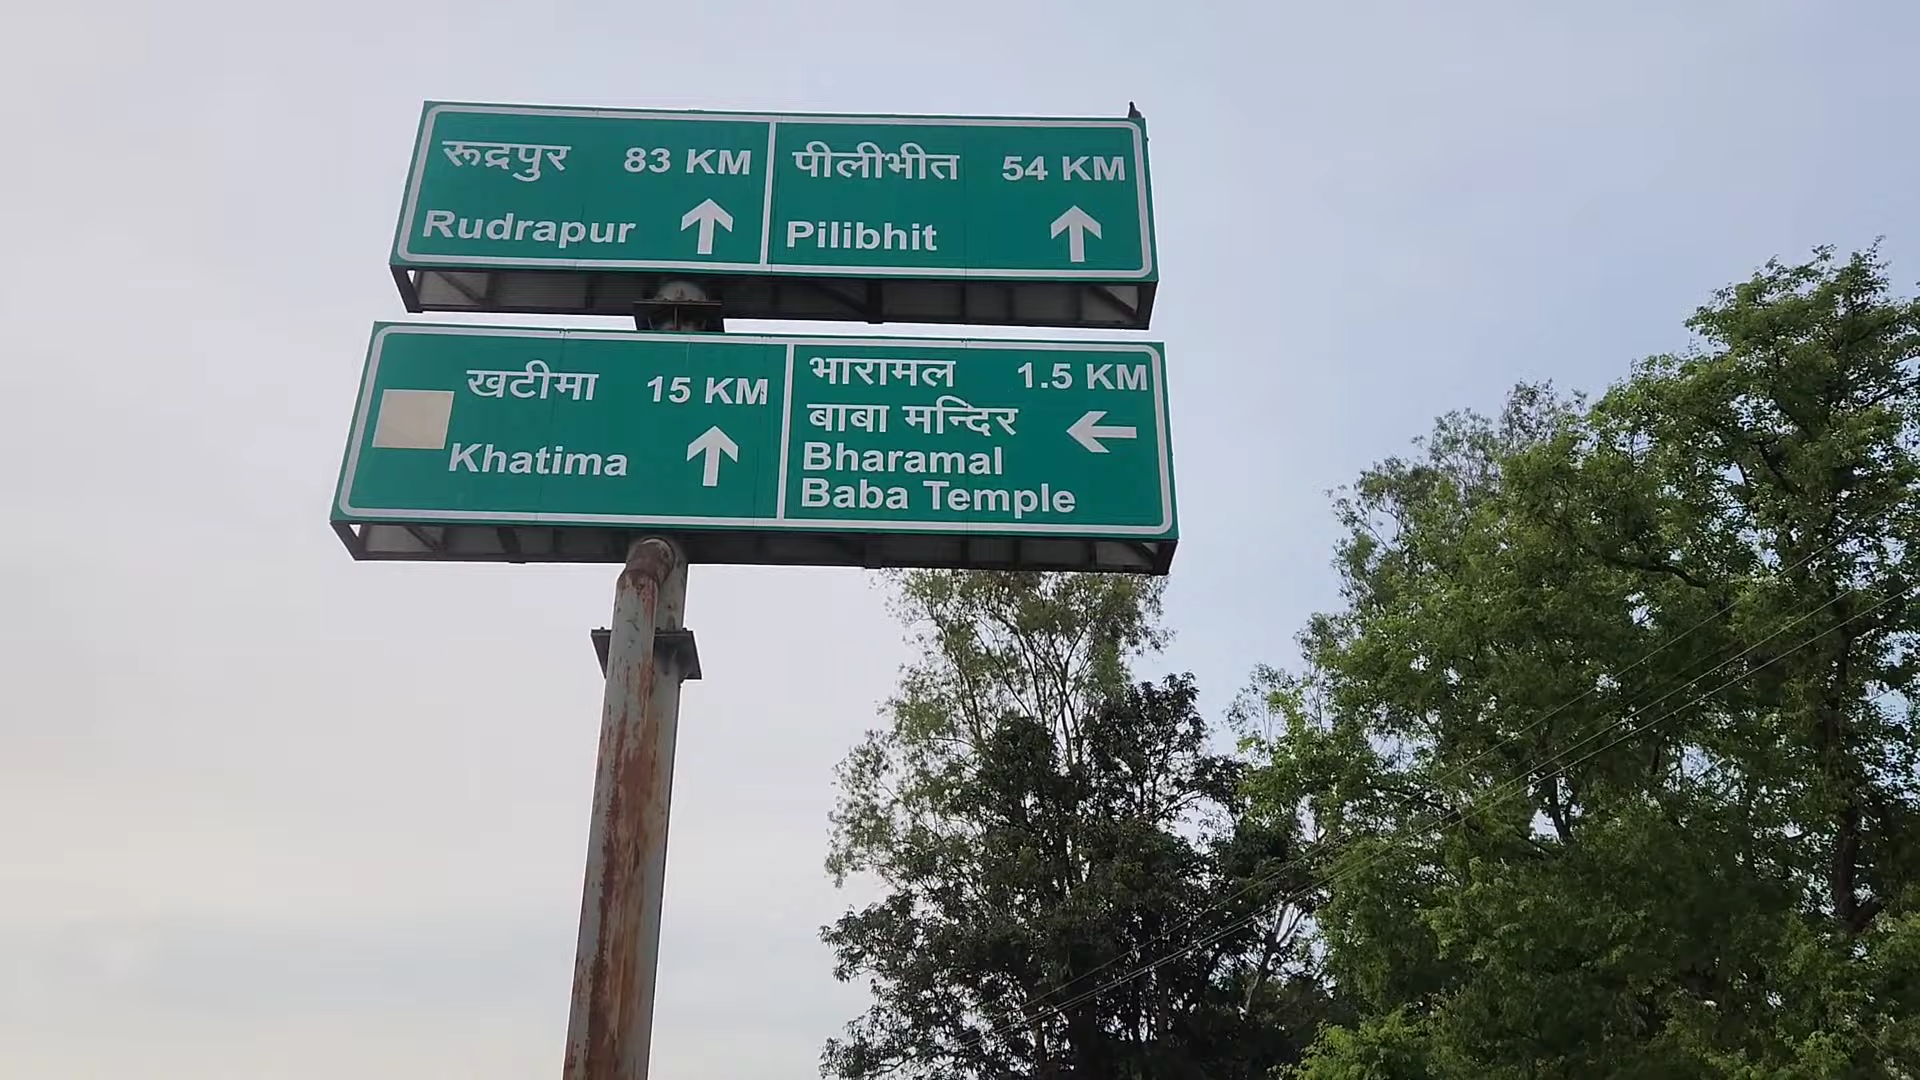 रूद्रपुर 83 KM
Rudrapur
पीलीभीत 54 KM
Pilibhit
खटीमा 15 KM
Khatima
भारामल 1.5 KM
बाबा मन्दिर
Bharamal
Baba Temple